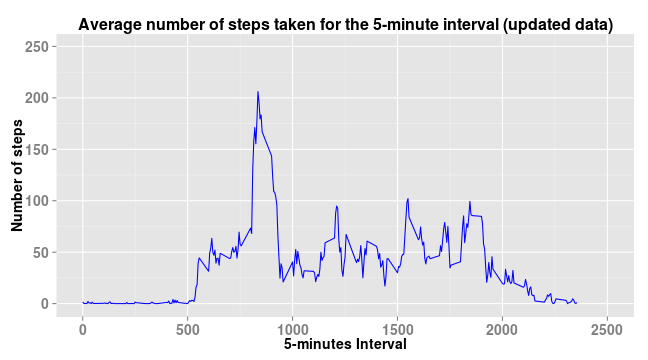 Average number of steps taken for the 5-minute interval (updated data)
Number of steps
250
200
150
100
50
0
0 500 1000 1500 2000 2500
5-minutes Interval